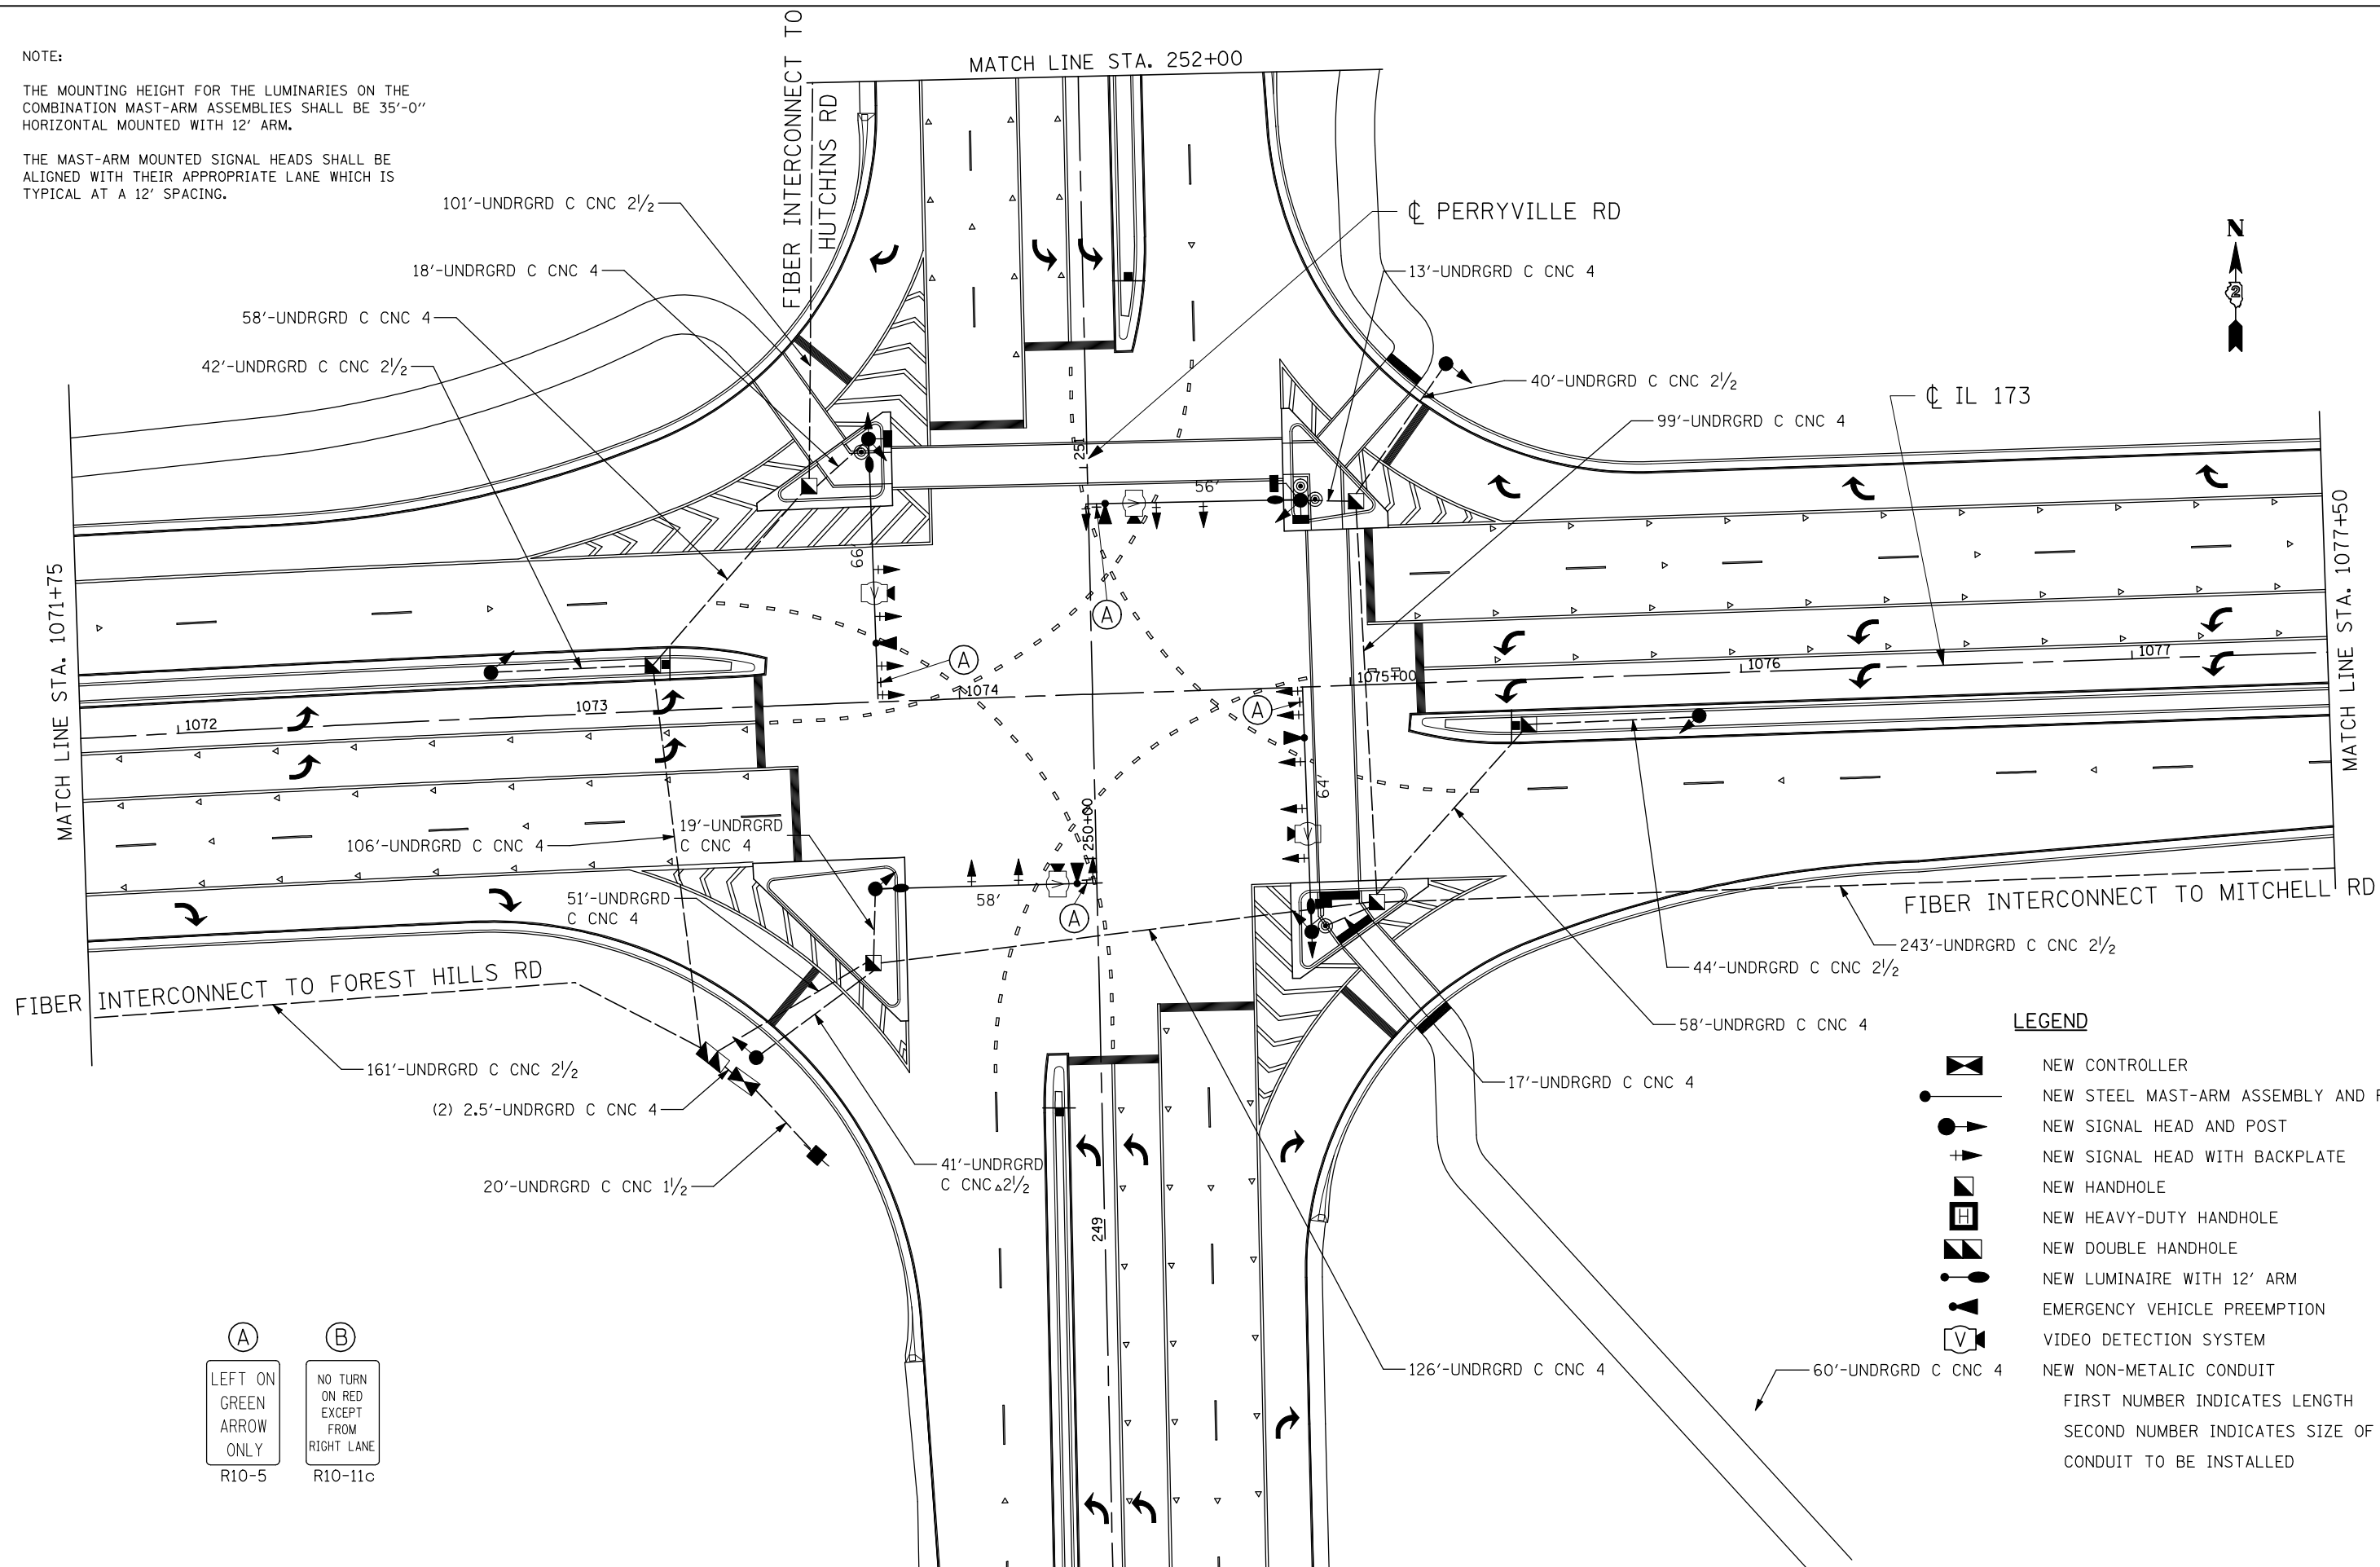 NOTE:
THE MOUNTING HEIGHT FOR THE LUMINARIES ON THE
COMBINATION MAST-ARM ASSEMBLIES SHALL BE 35'-0"
HORIZONTAL MOUNTED WITH 12' ARM.
THE MAST-ARM MOUNTED SIGNAL HEADS SHALL BE
ALIGNED WITH THEIR APPROPRIATE LANE WHICH IS
TYPICAL AT A 12' SPACING.
FIBER INTERCONNECT TO
HUTCHINS RD
MATCH LINE STA. 252+00
101'-UNDRGRD C CNC 2½
18'-UNDRGRD C CNC 4
58'-UNDRGRD C CNC 4
42'-UNDRGRD C CNC 2½
℄ PERRYVILLE RD
13'-UNDRGRD C CNC 4
40'-UNDRGRD C CNC 2½
99'-UNDRGRD C CNC 4
℄ IL 173
N
2
251
56'
66'
V
V
A
A
A
MATCH LINE STA. 1071+75
MATCH LINE STA. 1077+50
1072
1073
1074
1075+00
1076
1077
64'
V
250+00
106'-UNDRGRD C CNC 4
19'-UNDRGRD
C CNC 4
51'-UNDRGRD
C CNC 4
58'
V
A
FIBER INTERCONNECT TO MITCHELL RD
243'-UNDRGRD C CNC 2½
44'-UNDRGRD C CNC 2½
58'-UNDRGRD C CNC 4
17'-UNDRGRD C CNC 4
FIBER INTERCONNECT TO FOREST HILLS RD
161'-UNDRGRD C CNC 2½
(2) 2.5'-UNDRGRD C CNC 4
20'-UNDRGRD C CNC 1½
41'-UNDRGRD
C CNC 2½
249
126'-UNDRGRD C CNC 4
LEGEND
NEW CONTROLLER
NEW STEEL MAST-ARM ASSEMBLY AND
NEW SIGNAL HEAD AND POST
NEW SIGNAL HEAD WITH BACKPLATE
NEW HANDHOLE
H NEW HEAVY-DUTY HANDHOLE
NEW DOUBLE HANDHOLE
NEW LUMINAIRE WITH 12' ARM
EMERGENCY VEHICLE PREEMPTION
V VIDEO DETECTION SYSTEM
60'-UNDRGRD C CNC 4 NEW NON-METALIC CONDUIT
FIRST NUMBER INDICATES LENGTH
SECOND NUMBER INDICATES SIZE OF
CONDUIT TO BE INSTALLED
A
LEFT ON
GREEN
ARROW
ONLY
R10-5
B
NO TURN
ON RED
EXCEPT
FROM
RIGHT LANE
R10-11c